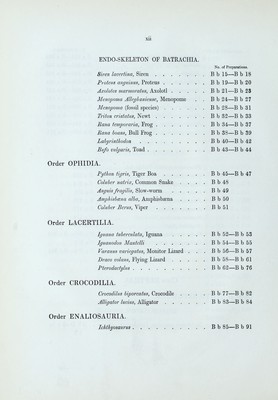 xii
ENDO-SKELETON OF BATRACHIA.
No. of Preparations.
Siren lacertina, Siren . . . . . . . B b 15—B b 18
Proteus anguinus, Proteus . . . . . . B b 19—B b 20
Axolotus marmoratus, Axolotl . . . . . B b 21—B b 23
Menopoma Alleghaniense, Menopome . . B b 24—B b 27
Menopoma (fossil species) . . . . . . B b 28—B b 31
Triton cristatus, Newt . . . . . . . B b 32—B b 33
Rana temporaria, Frog . . . . . . . B b 34—B b 37
Rana boans, Bull Frog . . . . . . . B b 38—B b 39
Labyrinthodon . . . . . . . B b 40—B b 42
Bufo vulgaris, Toad . . . . . . . . B b 43—B b 44
Order OPHIDIA.
Python tigris, Tiger Boa . . . . . . B b 45—B b 47
Coluber natrix, Common Snake . . . . . B b 48
Anguis fragilis, Slow-worm . . . . . B b 49
Amphisbæna alba, Amphisbæna . . . . B b 50
Coluber Berus, Viper . . . . . . . B b 51
Order LACERTILIA.
Iguana tuberculata, Iguana . . . . . B b 52—B b 53
Iguanodon Mantelli . . . . . . . B b 54—B b 55
Varanus variegatus, Monitor Lizard . . . B b 56—B b 57
Draco volans, Flying Lizard . . . . . B b 58—B b 61
Pterodactylus . . . . . . . . . B b 62—B b 76
Order CROCODILIA.
Crocodilus biporcatus, Crocodile . . . . B b 77—B b 82
Alligator lucius, Alligator . . . . . . B b 83—B b 84
Order ENALIOSAURIA.
Ichthyosaurus . . . . . . . . . B b 85—B b 91